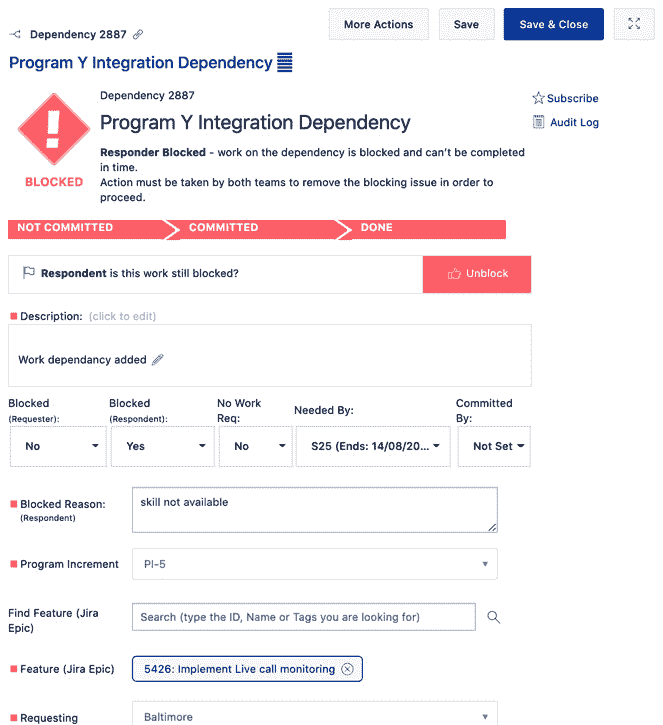 More Actions
Save
Save & Close
Dependency 2887
Program Y Integration Dependency
Dependency 2887
Subscribe
Program Y Integration Dependency
Audit Log
Responder Blocked - work on the dependency is blocked and can't be completed
in time.
Action must be taken by both teams to remove the blocking issue in order to
proceed.
BLOCKED
NOT COMMITTED
COMMITTED
DONE
Respondent is this work still blocked?
Unblock
Description: (click to edit)
Work dependancy added
Blocked
(Requester):
Blocked
(Respondent):
No Work
Req:
Needed By:
Committed
By:
No
Yes
No
S25 (Ends: 14/08/20...
Not Set
Blocked Reason:
(Respondent)
skill not available
Program Increment
PI-5
Find Feature (Jira
Epic)
Search (type the ID, Name or Tags you are looking for)
Feature (Jira Epic)
5426: Implement Live call monitoring
Requesting
Baltimore